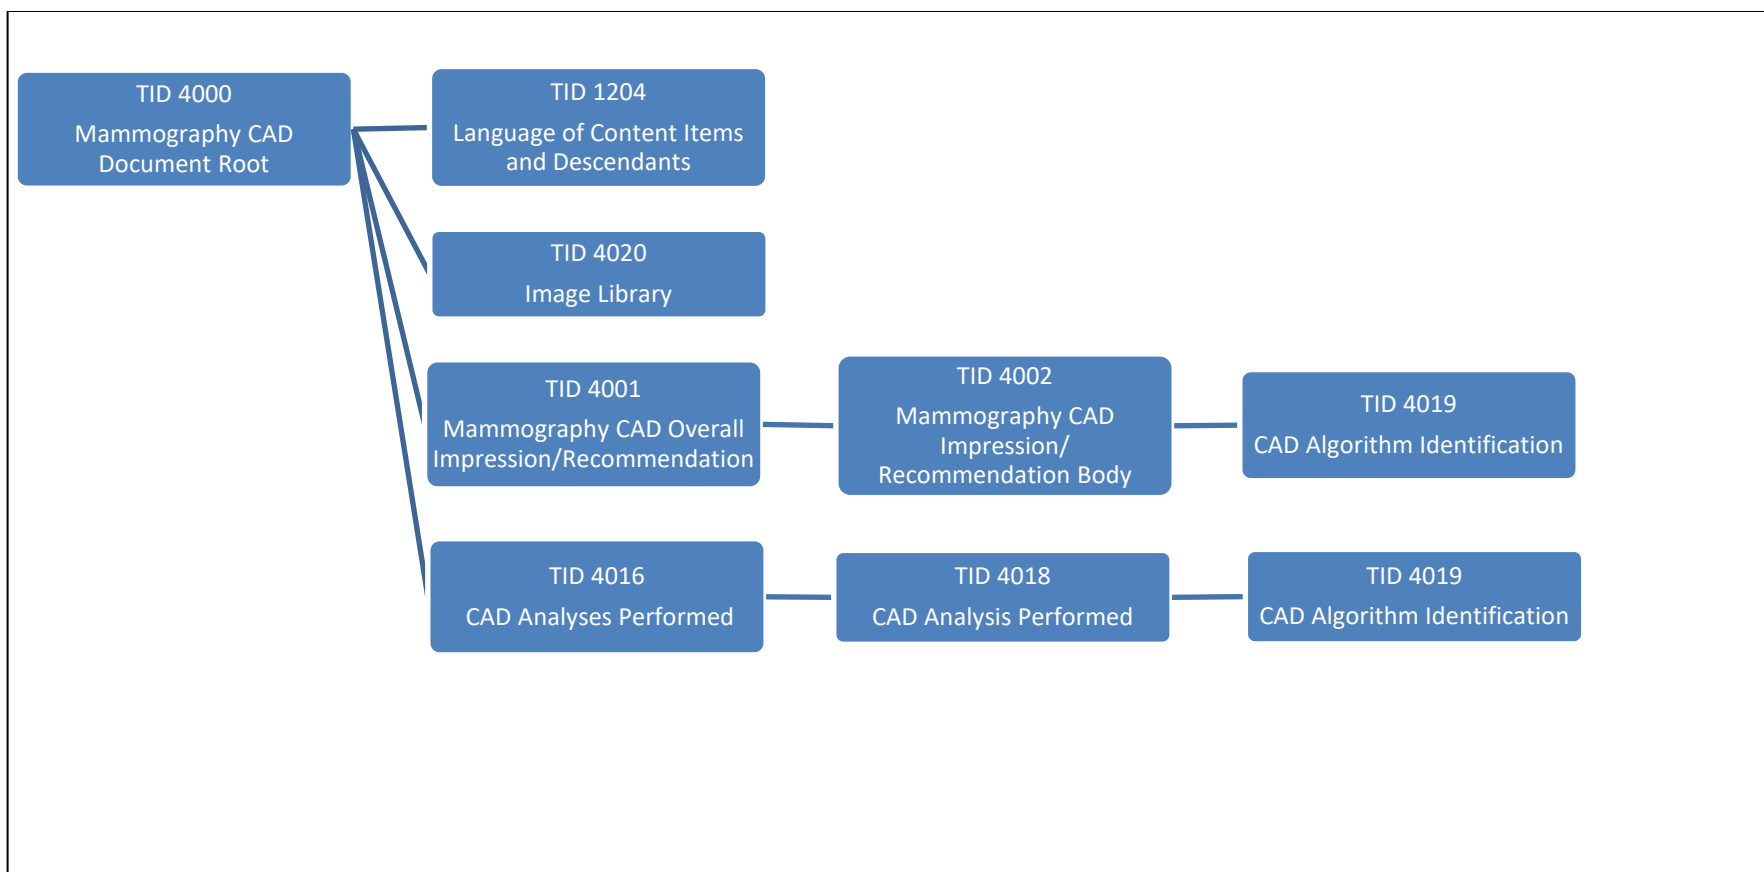 TID 4000
Mammography CAD
Document Root
TID 1204
Language of Content Items
and Descendants
TID 4020
Image Library
TID 4001
Mammography CAD Overall
Impression/Recommendation
TID 4002
Mammography CAD
Impression/
Recommendation Body
TID 4019
CAD Algorithm Identification
TID 4016
CAD Analyses Performed
TID 4018
CAD Analysis Performed
TID 4019
CAD Algorithm Identification